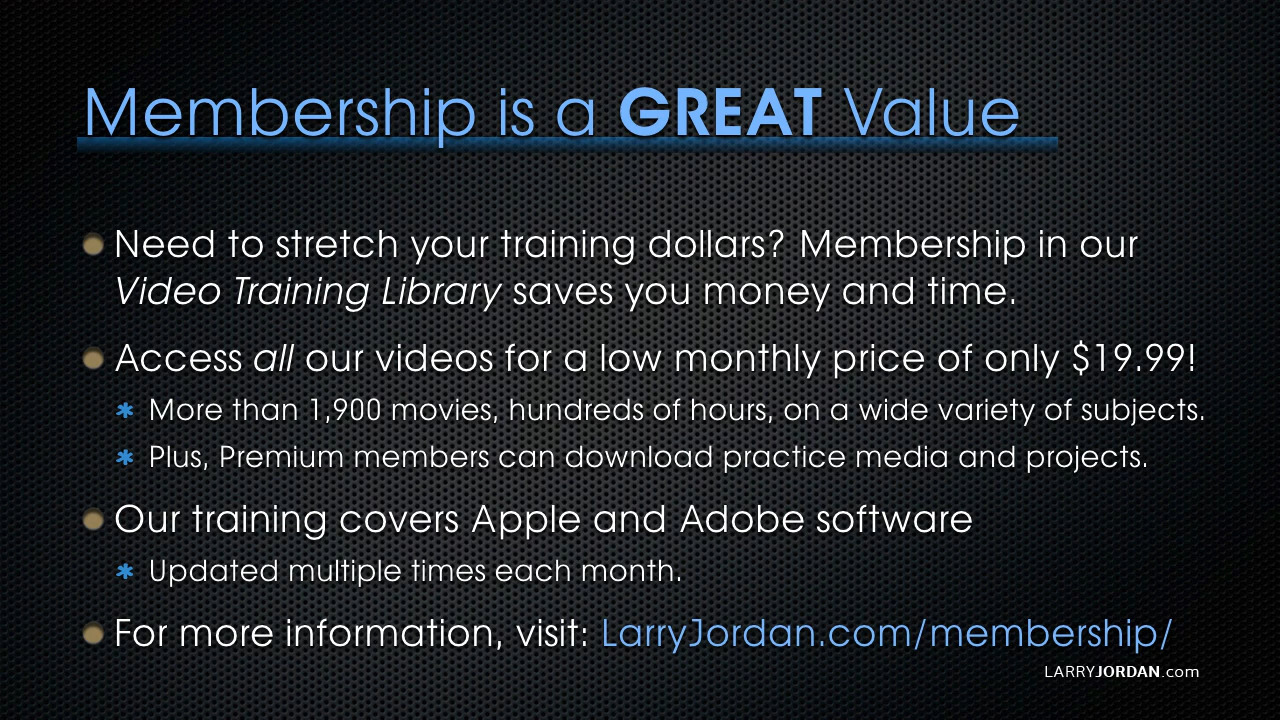 Membership is a GREAT Value
Need to stretch your training dollars? Membership in our
Video Training Library saves you money and time.
Access all our videos for a low monthly price of only $19.99!
More than 1,900 movies, hundreds of hours, on a wide variety of subjects.
Plus, Premium members can download practice media and projects.
Our training covers Apple and Adobe software
Updated multiple times each month.
For more information, visit: LarryJordan.com/membership/
LARRYJORDAN.com